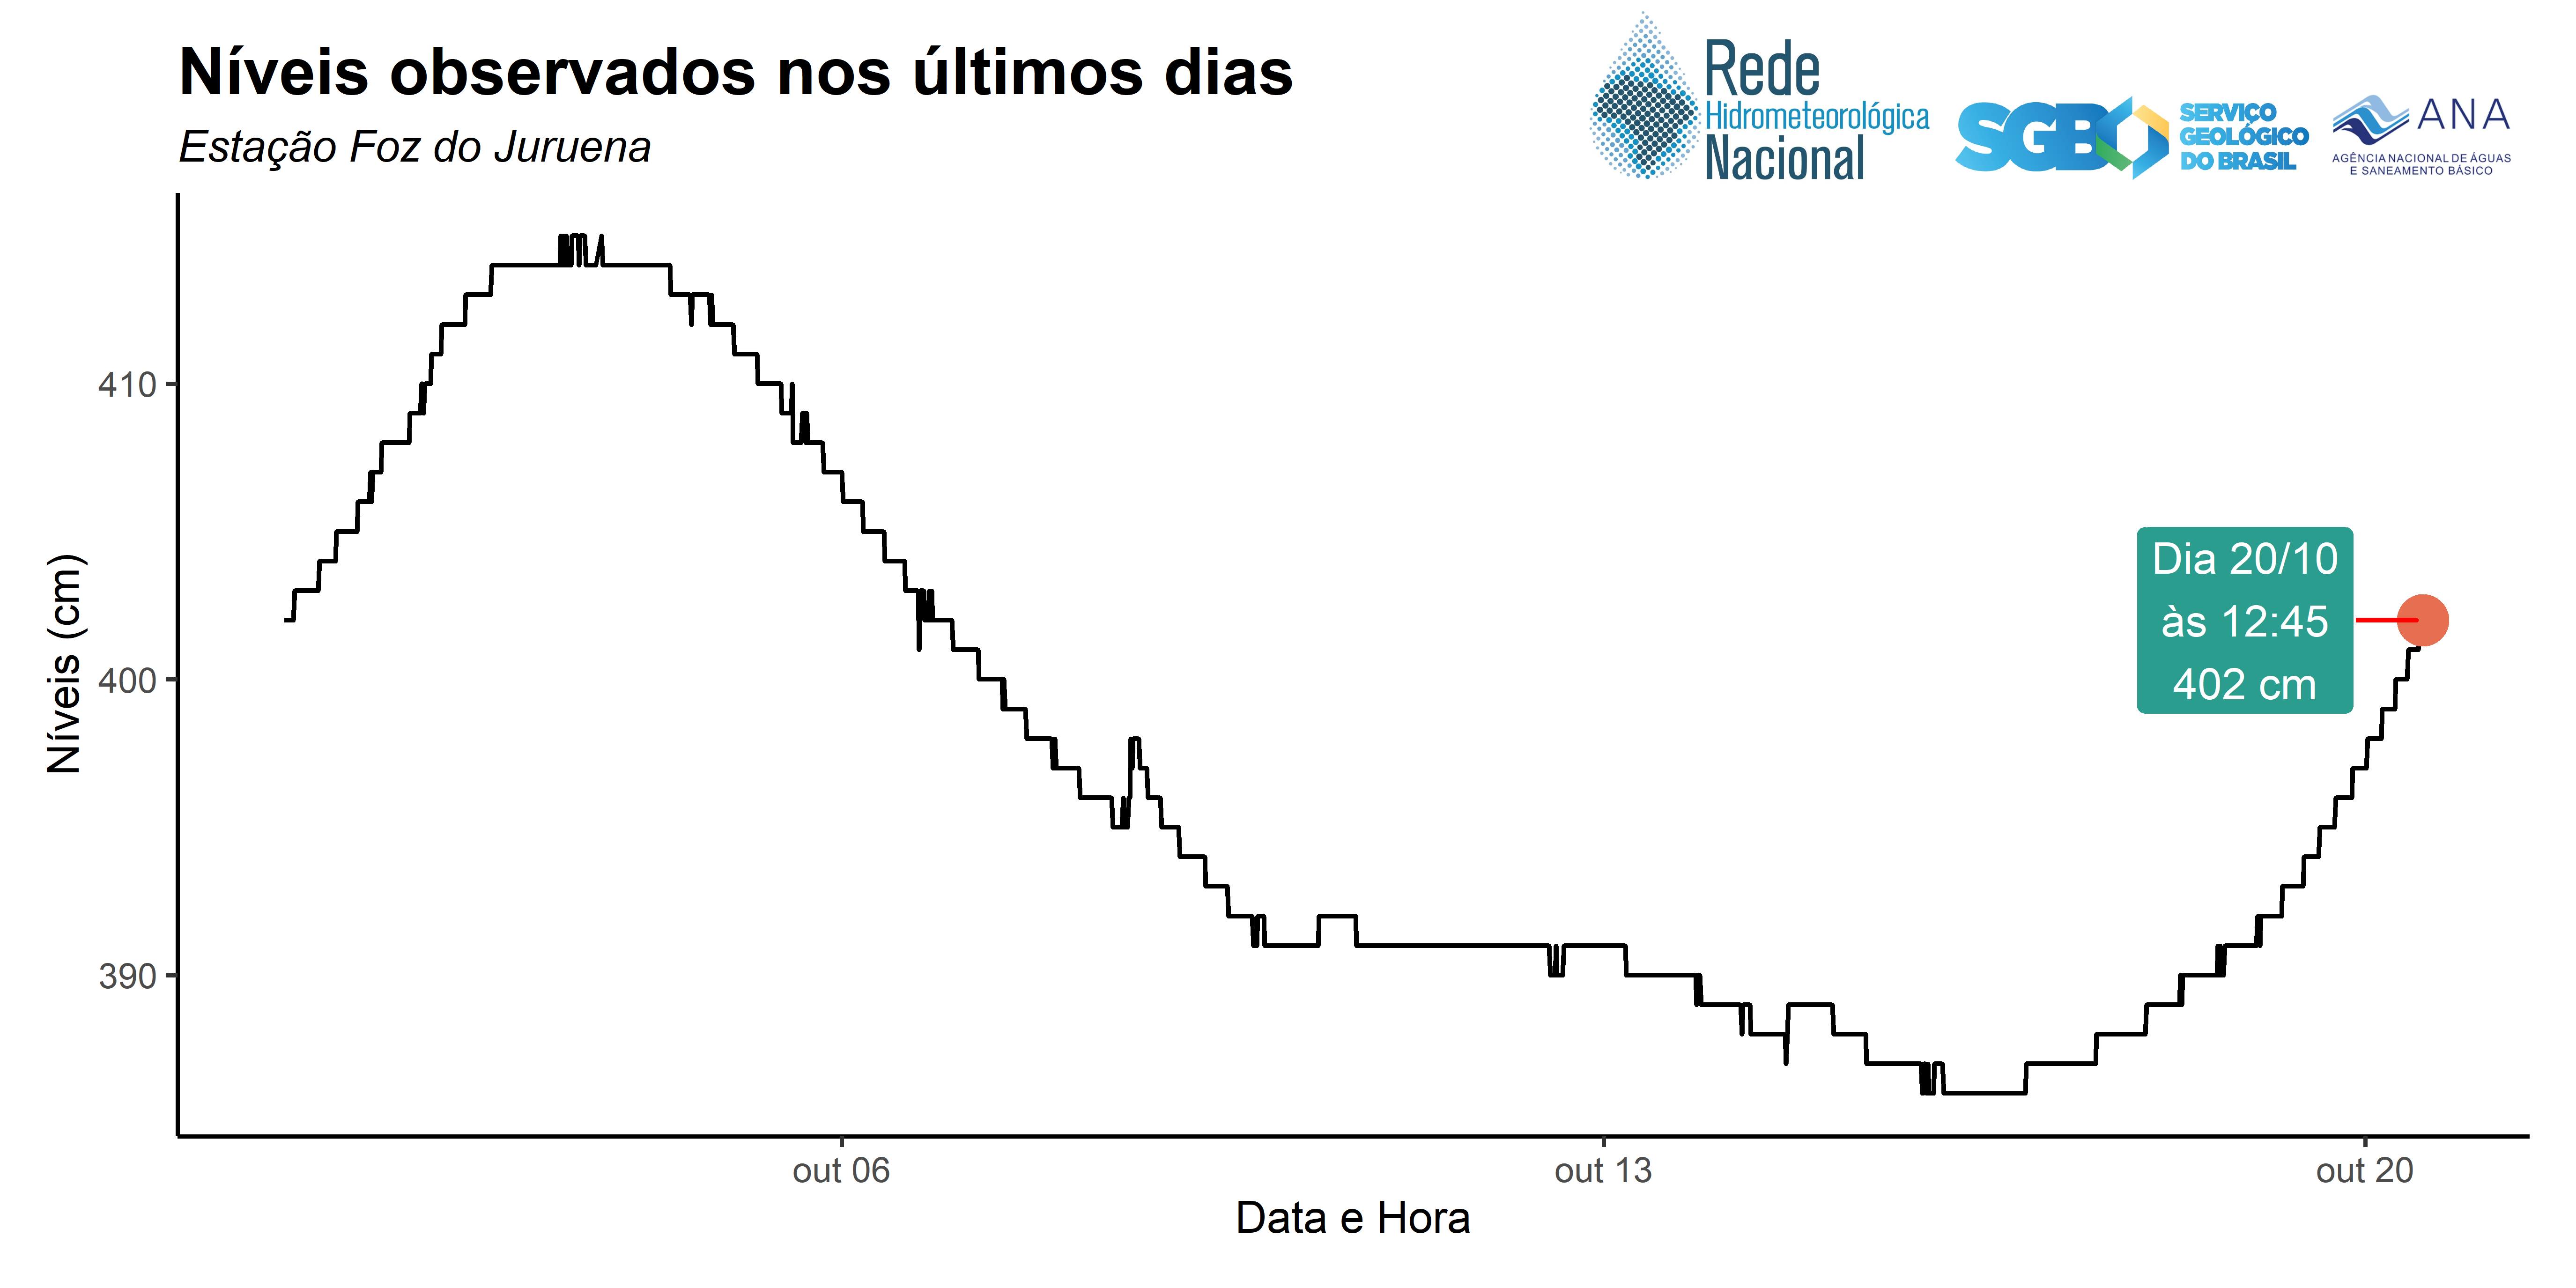 Níveis observados nos últimos dias
Estação Foz do Juruena
Rede
Hidrometeorológica
Nacional
SGB
SERVIÇO
GEOLÓGICO
DO BRASIL
ANA
AGÊNCIA NACIONAL DE ÁGUAS
E SANEAMENTO BÁSICO
Níveis (cm)
410
400
390
Dia 20/10
às 12:45
402 cm
out 06
out 13
out 20
Data e Hora